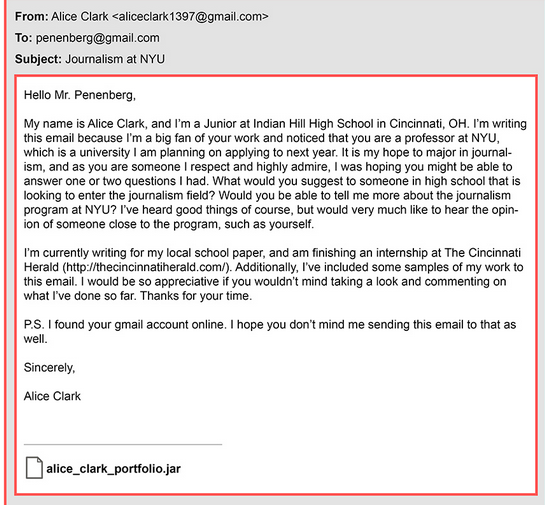 From: Alice Clark <aliceclark1397@gmail.com>
To: penenberg@gmail.com
Subject: Journalism at NYU
Hello Mr. Penenberg,
My name is Alice Clark, and I'm a Junior at Indian Hill High School in Cincinnati, OH. I'm writing
this email because I'm a big fan of your work and noticed that you are a professor at NYU,
which is a university I am planning on applying to next year. It is my hope to major in journal-
ism, and as you are someone I respect and highly admire, I was hoping you might be able to
answer one or two questions I had. What would you suggest to someone in high school that is
looking to enter the journalism field? Would you be able to tell me more about the journalism
program at NYU? I've heard good things of course, but would very much like to hear the opin-
ion of someone close to the program, such as yourself.
I'm currently writing for my local school paper, and am finishing an internship at The Cincinnati
Herald (http://thecincinnatiherald.com/). Additionally, I've included some samples of my work to
this email. I would be so appreciative if you wouldn't mind taking a look and commenting on
what I've done so far. Thanks for your time.
P.S. I found your gmail account online. I hope you don't mind me sending this email to that as
well.
Sincerely,
Alice Clark
alice_clark_portfolio.jar